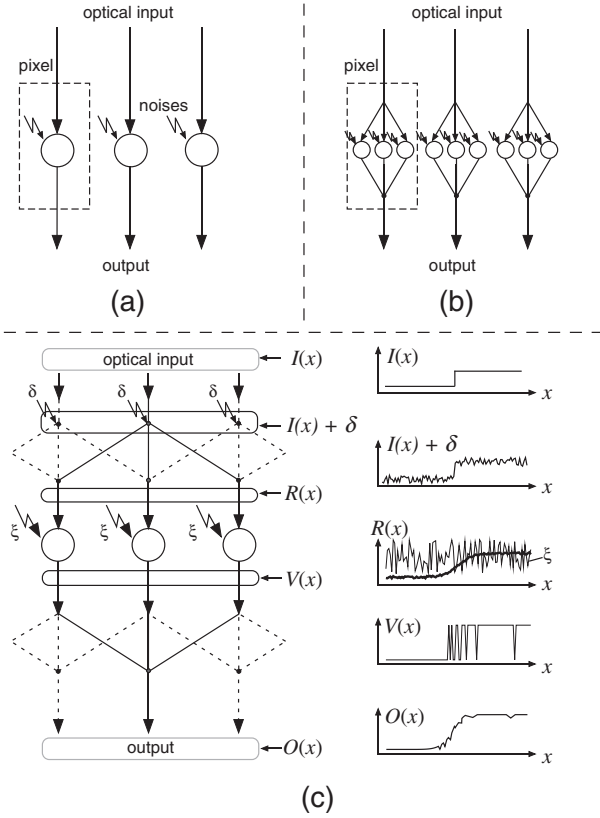 optical input
pixel
noises
output
(a)
optical input
pixel
output
(b)
optical input
I(x)
δ δ δ
I(x) + δ
R(x)
ξ ξ ξ
V(x)
output
O(x)
I(x)
x
I(x) + δ
x
R(x)
ξ
x
V(x)
x
O(x)
x
(c)